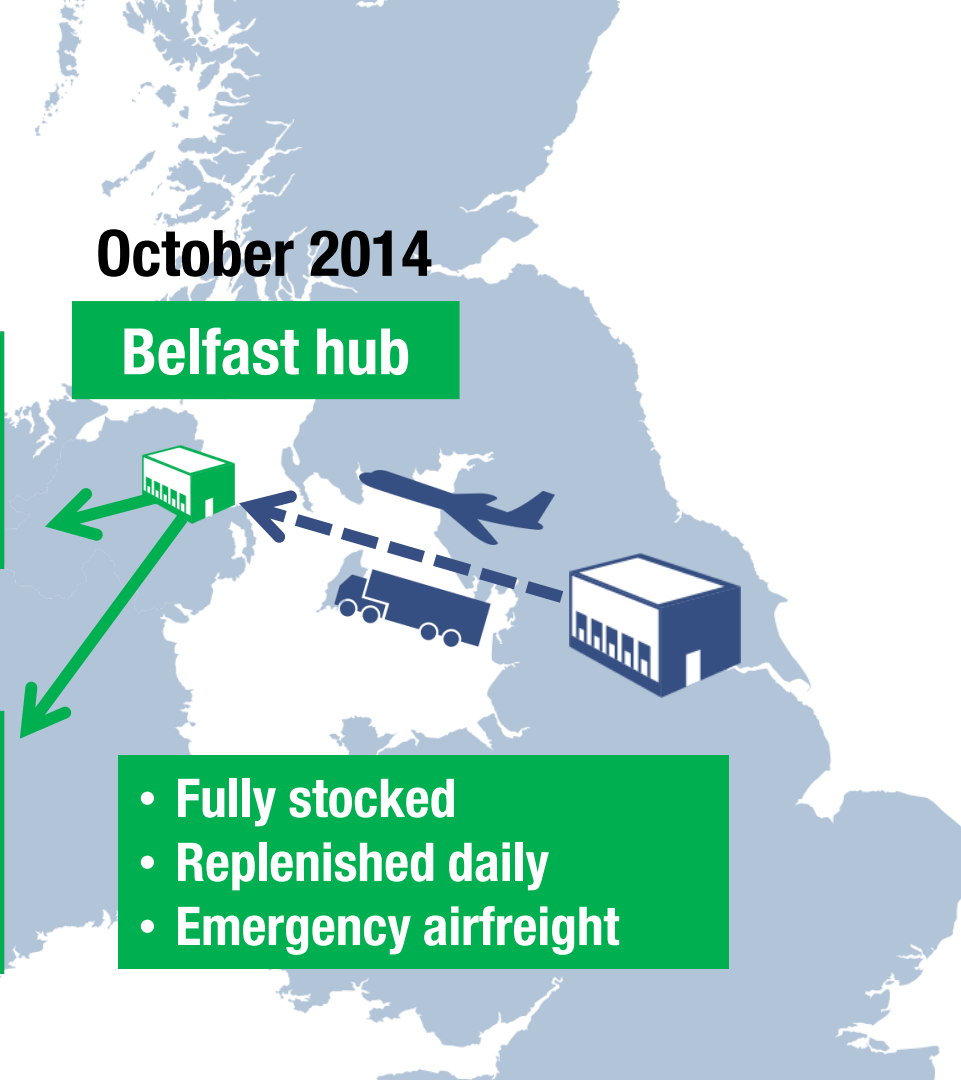 October 2014
Belfast hub
• Fully stocked
• Replenished daily
• Emergency airfreight